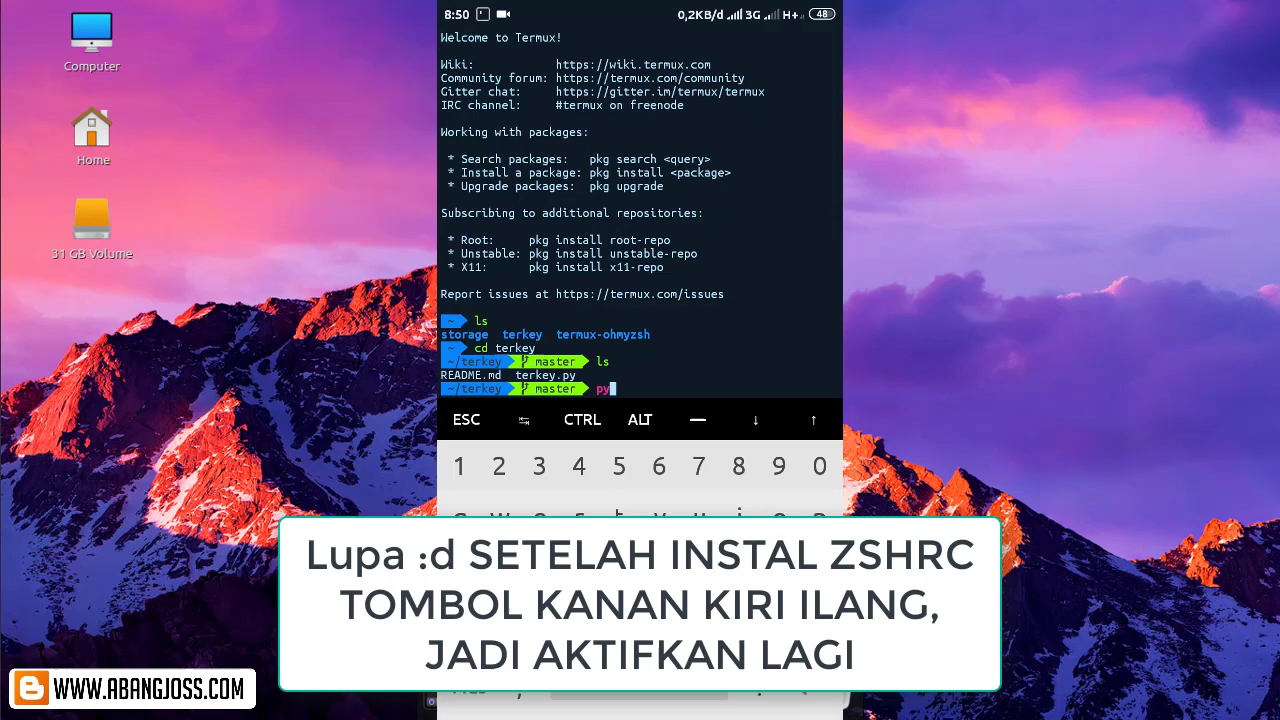 Computer
Home
31 GB Volume
8:50 0,2KB/d 3G H+ 48
Welcome to Termux!
Wiki: https://wiki.termux.com
Community forum: https://termux.com/community
Gitter chat: https://gitter.im/termux/termux
IRC channel: #termux on freenode
Working with packages:
* Search packages: pkg search <query>
* Install a package: pkg install <package>
* Upgrade packages: pkg upgrade
Subscribing to additional repositories:
* Root: pkg install root-repo
* Unstable: pkg install unstable-repo
* X11: pkg install x11-repo
Report issues at https://termux.com/issues
~ ls
storage terkey termux-ohmyzsh
~ cd terkey
~/terkey master ls
README.md terkey.py
~/terkey master py
ESC ↹ CTRL ALT — ↓ ↑
1 2 3 4 5 6 7 8 9 0
Lupa :d SETELAH INSTAL ZSHRC
TOMBOL KANAN KIRI ILANG,
JADI AKTIFKAN LAGI
WWW.ABANGJOSS.COM